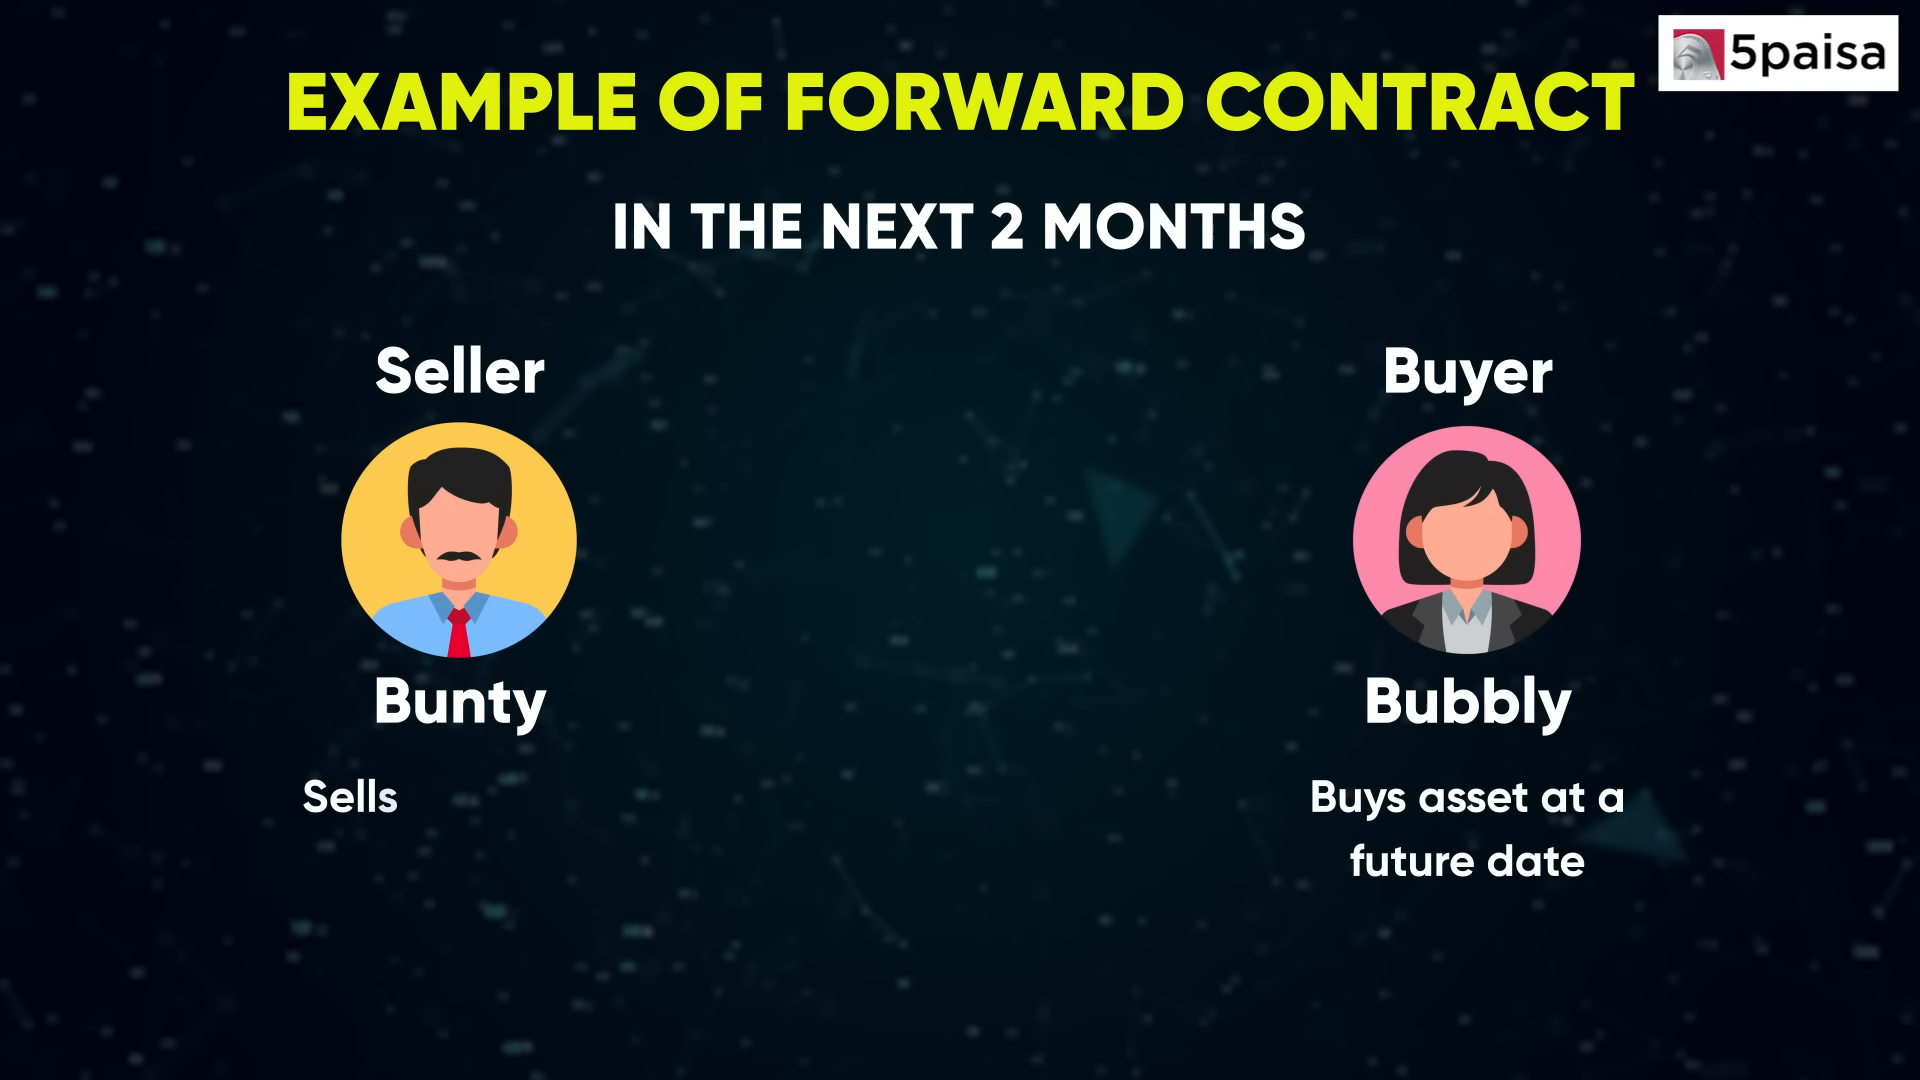 5paisa
EXAMPLE OF FORWARD CONTRACT
IN THE NEXT 2 MONTHS
Seller
Bunty
Sells
Buyer
Bubbly
Buys asset at a
future date